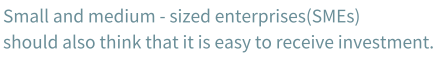 Small and medium - sized enterprises(SMEs)
should also think that it is easy to receive investment.